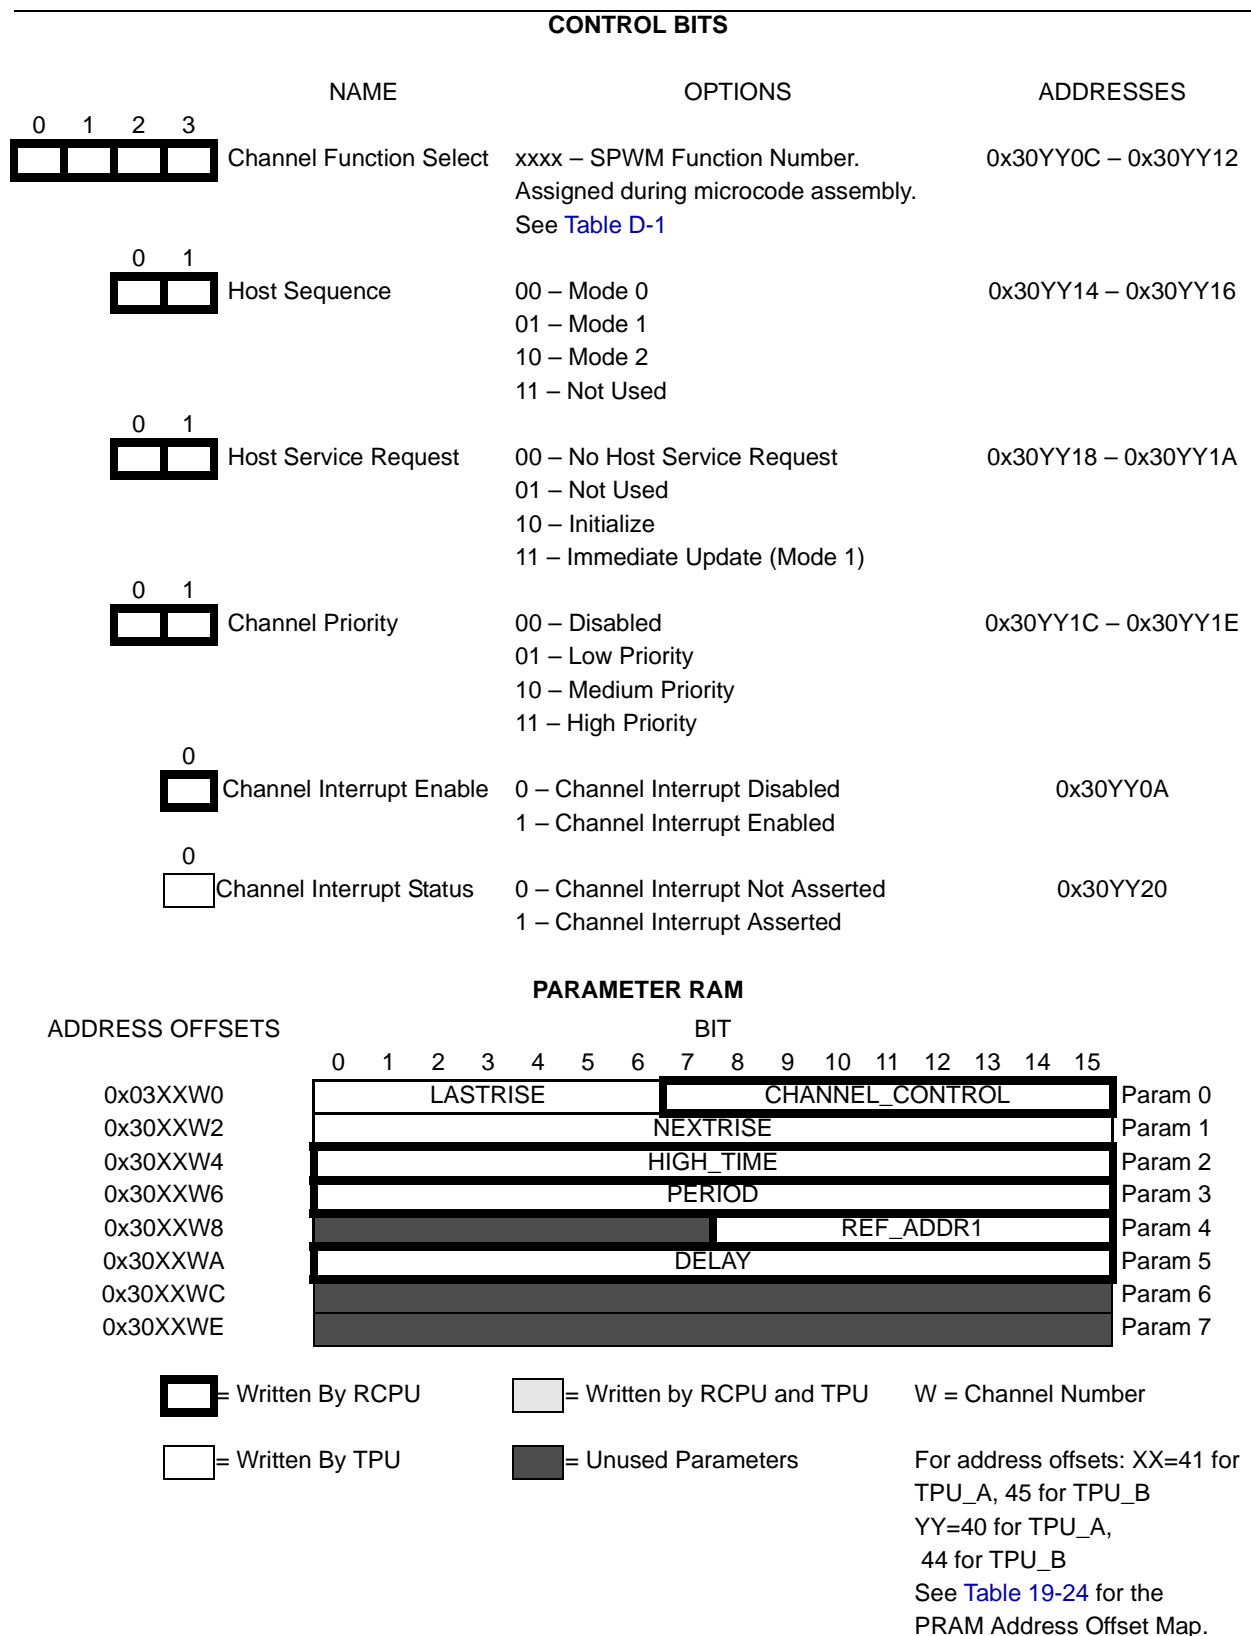 CONTROL BITS
NAME OPTIONS ADDRESSES
0 1 2 3
Channel Function Select xxxx – SPWM Function Number. 0x30YY0C – 0x30YY12
Assigned during microcode assembly.
See Table D-1
0 1
Host Sequence 00 – Mode 0 0x30YY14 – 0x30YY16
01 – Mode 1
10 – Mode 2
11 – Not Used
0 1
Host Service Request 00 – No Host Service Request 0x30YY18 – 0x30YY1A
01 – Not Used
10 – Initialize
11 – Immediate Update (Mode 1)
0 1
Channel Priority 00 – Disabled 0x30YY1C – 0x30YY1E
01 – Low Priority
10 – Medium Priority
11 – High Priority
0
Channel Interrupt Enable 0 – Channel Interrupt Disabled 0x30YY0A
1 – Channel Interrupt Enabled
0
Channel Interrupt Status 0 – Channel Interrupt Not Asserted 0x30YY20
1 – Channel Interrupt Asserted
PARAMETER RAM
ADDRESS OFFSETS BIT
0 1 2 3 4 5 6 7 8 9 10 11 12 13 14 15
0x03XXW0 LASTRISE CHANNEL_CONTROL Param 0
0x30XXW2 NEXTRISE Param 1
0x30XXW4 HIGH_TIME Param 2
0x30XXW6 PERIOD Param 3
0x30XXW8 REF_ADDR1 Param 4
0x30XXWA DELAY Param 5
0x30XXWC Param 6
0x30XXWE Param 7
= Written By RCPU = Written by RCPU and TPU W = Channel Number
= Written By TPU = Unused Parameters For address offsets: XX=41 for
TPU_A, 45 for TPU_B
YY=40 for TPU_A,
44 for TPU_B
See Table 19-24 for the
PRAM Address Offset Map.